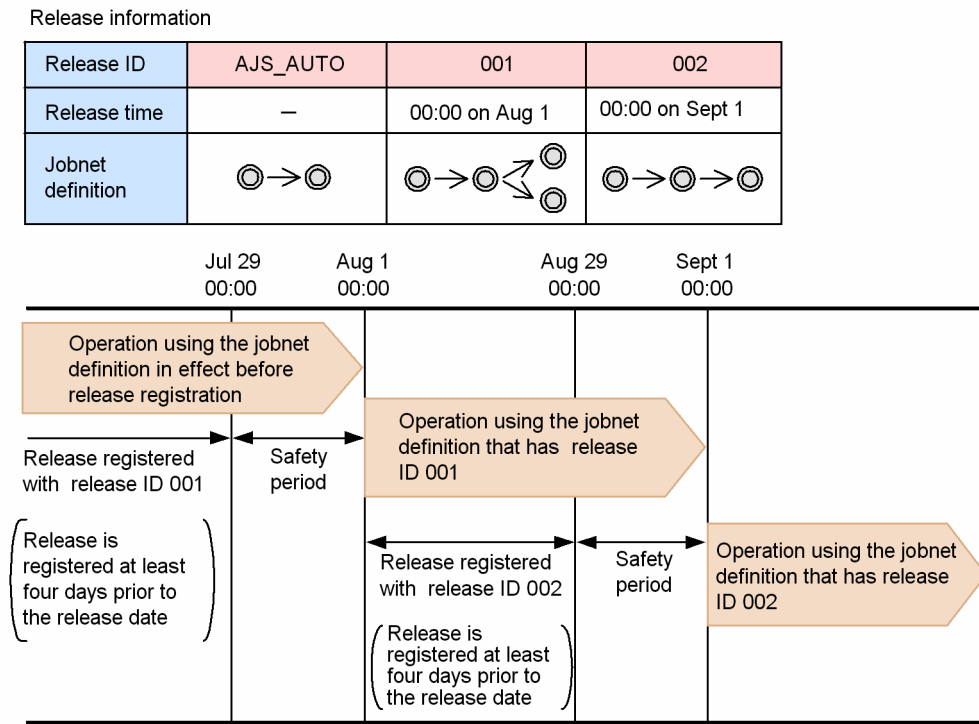 Release information
Release ID
AJS_AUTO
001
002
Release time
–
00:00 on Aug 1
00:00 on Sept 1
Jobnet
definition
Jul 29
00:00
Aug 1
00:00
Aug 29
00:00
Sept 1
00:00
Operation using the jobnet
definition in effect before
release registration
Operation using the jobnet
definition that has release
ID 001
Release registered
with release ID 001
Safety
period
Release is
registered at least
four days prior to
the release date
Release registered
with release ID 002
Safety
period
Operation using the jobnet
definition that has release
ID 002
Release is
registered at least
four days prior to
the release date